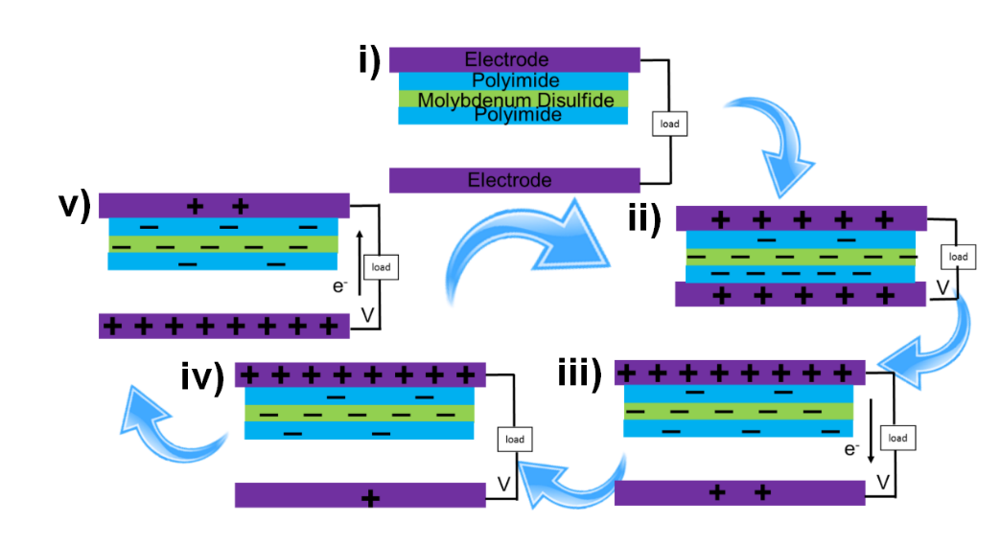 i)
Electrode
Polyimide
Molybdenum Disulfide
Polyimide
load
Electrode
v)
+ +
− − −
− − − − −
− −
load
e-
V
+ + + + + + + +
ii)
+ + + + +
− −
− − − − − −
− − − − −
load
V
+ + + + +
iv)
+ + + + + + + +
− −
− − − − −
− −
load
V
+
iii)
+ + + + + + + +
− −
− − − − −
− − −
load
e-
V
+ +